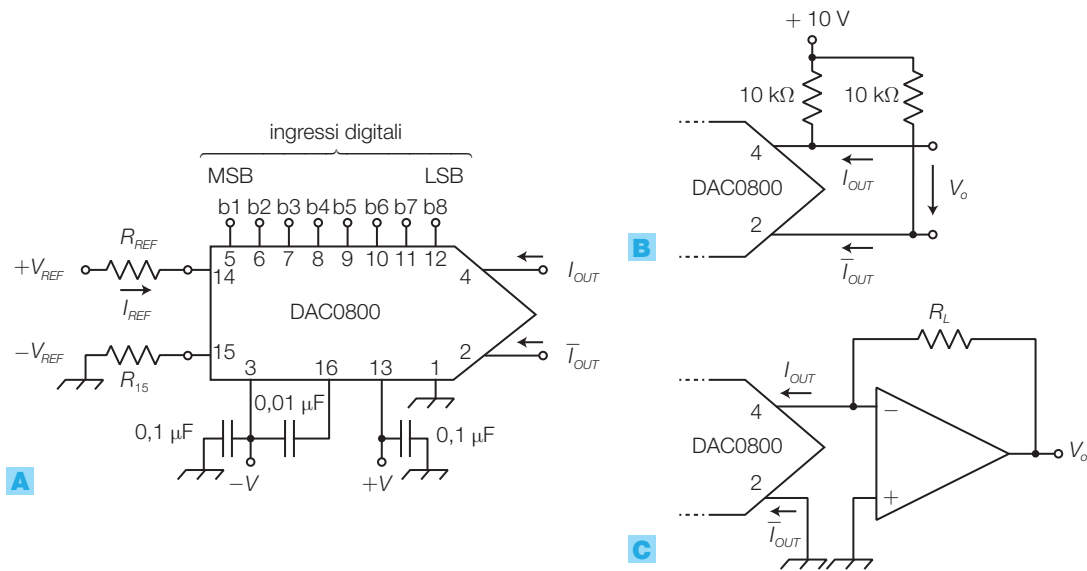 ingressi digitali
MSB
LSB
b1 b2 b3 b4 b5 b6 b7 b8
5 6 7 8 9 10 11 12
R_REF
+V_REF
I_REF
14
4
I_OUT
DAC0800
−V_REF
R_15
15
2
I̅_OUT
3
16
13
1
0,1 µF
0,01 µF
0,1 µF
−V
+V
A
+ 10 V
10 kΩ
10 kΩ
4
I_OUT
DAC0800
V_o
2
I̅_OUT
B
R_L
I_OUT
4
−
DAC0800
V_o
2
+
I̅_OUT
C